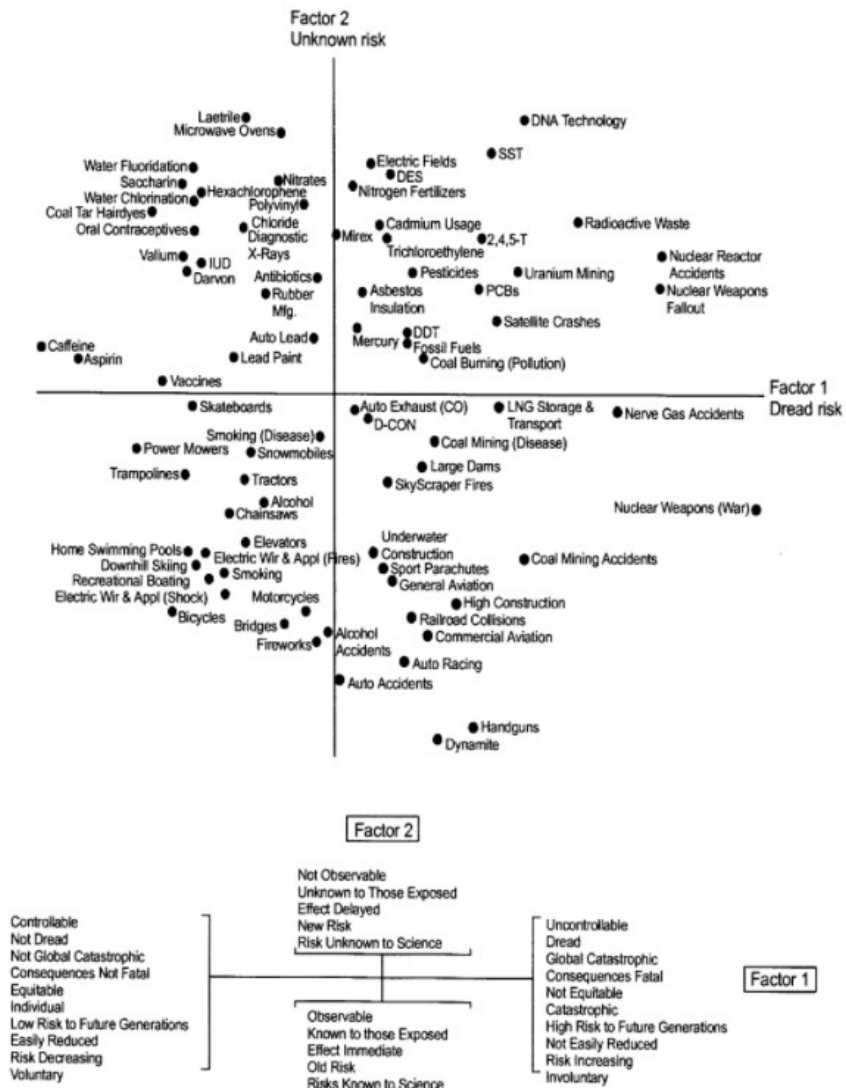 Factor 2
Unknown risk
Laetrile
Microwave Ovens
DNA Technology
SST
Electric Fields
DES
Nitrogen Fertilizers
Water Fluoridation
Saccharin
Nitrates
Hexachlorophene
Water Chlorination
Polyvinyl
Coal Tar Hairdyes
Oral Contraceptives
Chloride
Diagnostic
X-Rays
Mirex
Cadmium Usage
Trichloroethylene
2,4,5-T
Radioactive Waste
Valium
IUD
Darvon
Antibiotics
Pesticides
Uranium Mining
Nuclear Reactor
Accidents
Rubber
Mfg.
Asbestos
Insulation
PCBs
Nuclear Weapons
Fallout
Auto Lead
Mercury
DDT
Fossil Fuels
Satellite Crashes
Caffeine
Aspirin
Lead Paint
Coal Burning (Pollution)
Vaccines
Factor 1
Dread risk
Skateboards
Auto Exhaust (CO)
D-CON
LNG Storage &
Transport
Nerve Gas Accidents
Smoking (Disease)
Power Mowers
Snowmobiles
Coal Mining (Disease)
Trampolines
Tractors
Large Dams
SkyScraper Fires
Alcohol
Chainsaws
Nuclear Weapons (War)
Elevators
Home Swimming Pools
Electric Wir & Appl (Fires)
Underwater
Construction
Coal Mining Accidents
Downhill Skiing
Smoking
Sport Parachutes
Recreational Boating
General Aviation
Electric Wir & Appl (Shock)
Motorcycles
High Construction
Bicycles
Bridges
Railroad Collisions
Fireworks
Alcohol
Accidents
Commercial Aviation
Auto Racing
Auto Accidents
Handguns
Dynamite
Factor 2
Not Observable
Unknown to Those Exposed
Effect Delayed
New Risk
Risk Unknown to Science
Controllable
Not Dread
Not Global Catastrophic
Consequences Not Fatal
Equitable
Individual
Low Risk to Future Generations
Easily Reduced
Risk Decreasing
Voluntary
Uncontrollable
Dread
Global Catastrophic
Consequences Fatal
Not Equitable
Catastrophic
High Risk to Future Generations
Not Easily Reduced
Risk Increasing
Involuntary
Factor 1
Observable
Known to those Exposed
Effect Immediate
Old Risk
Risks Known to Science